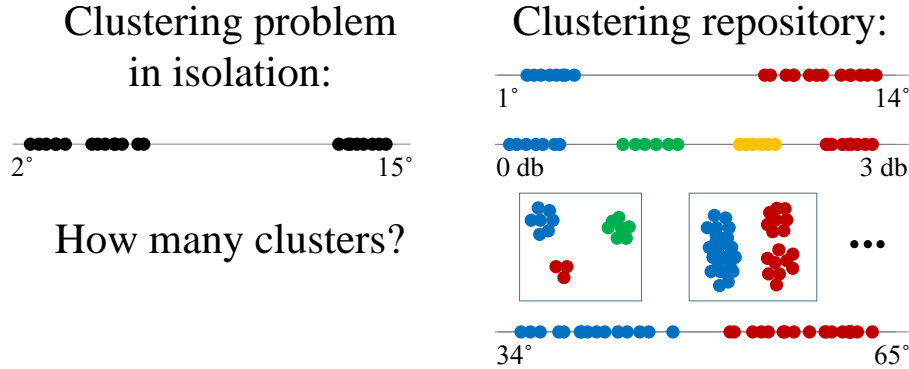 Clustering problem
in isolation:
2˚
15˚
How many clusters?
Clustering repository:
1˚
14˚
0 db
3 db
...
34˚
65˚